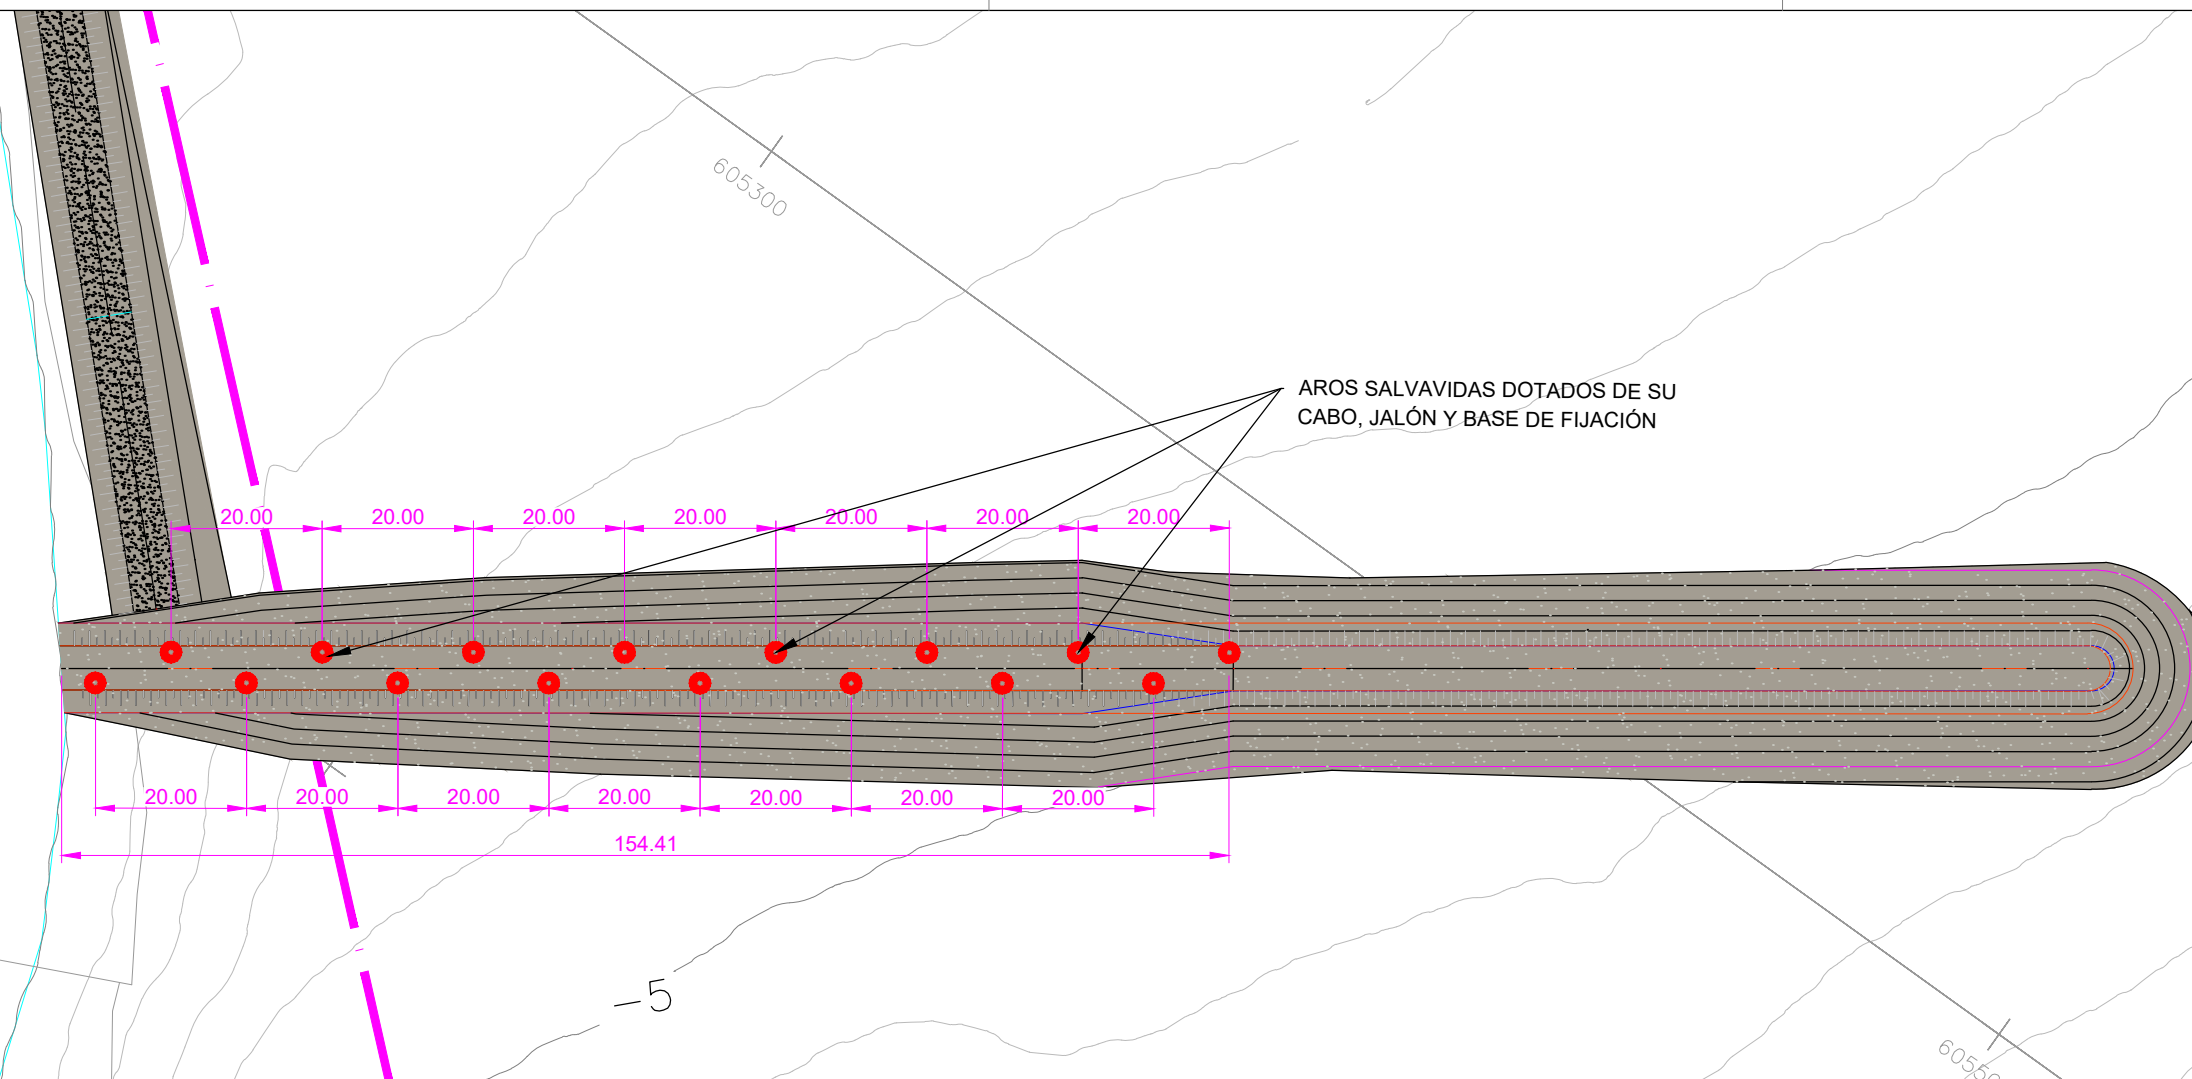 605300
AROS SALVAVIDAS DOTADOS DE SU
CABO, JALÓN Y BASE DE FIJACIÓN
20.00 20.00 20.00 20.00 20.00 20.00 20.00
20.00 20.00 20.00 20.00 20.00 20.00 20.00
154.41
-5